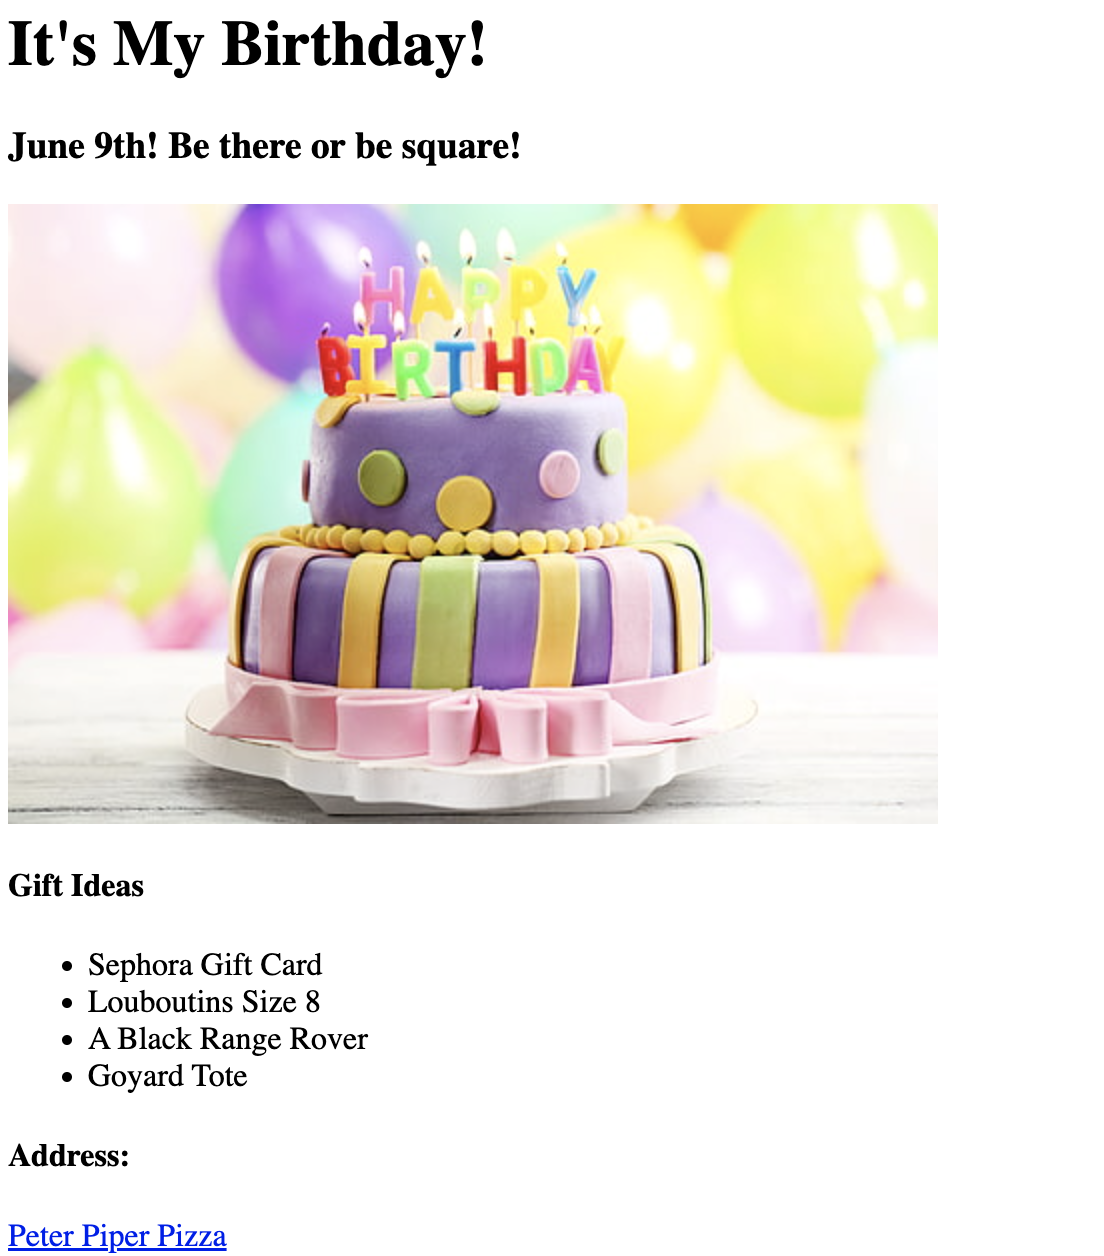 It's My Birthday!
June 9th! Be there or be square!
HAPPY
BIRTHDAY
Gift Ideas
Sephora Gift Card
Louboutins Size 8
A Black Range Rover
Goyard Tote
Address:
Peter Piper Pizza